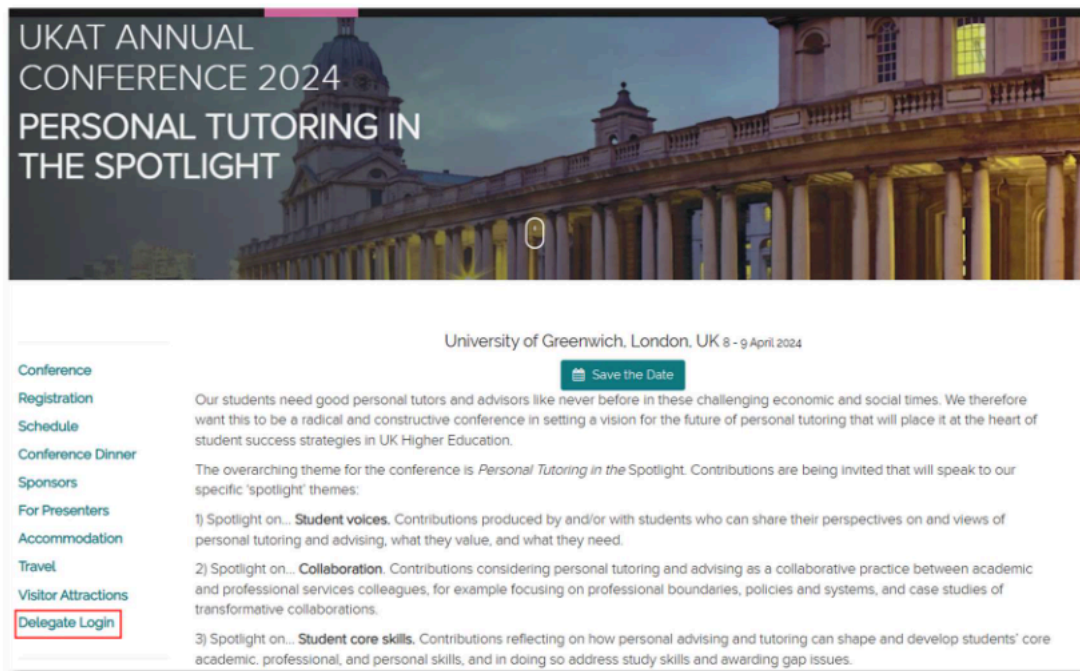 UKAT ANNUAL
CONFERENCE 2024
PERSONAL TUTORING IN
THE SPOTLIGHT
University of Greenwich, London, UK 8 - 9 April 2024
Save the Date
Conference
Registration
Schedule
Conference Dinner
Sponsors
For Presenters
Accommodation
Travel
Visitor Attractions
Delegate Login
Our students need good personal tutors and advisors like never before in these challenging economic and social times. We therefore
want this to be a radical and constructive conference in setting a vision for the future of personal tutoring that will place it at the heart of
student success strategies in UK Higher Education.
The overarching theme for the conference is Personal Tutoring in the Spotlight. Contributions are being invited that will speak to our
specific 'spotlight' themes:
1) Spotlight on... Student voices. Contributions produced by and/or with students who can share their perspectives on and views of
personal tutoring and advising, what they value, and what they need.
2) Spotlight on... Collaboration. Contributions considering personal tutoring and advising as a collaborative practice between academic
and professional services colleagues, for example focusing on professional boundaries, policies and systems, and case studies of
transformative collaborations.
3) Spotlight on... Student core skills. Contributions reflecting on how personal advising and tutoring can shape and develop students' core
academic, professional, and personal skills, and in doing so address study skills and awarding gap issues.